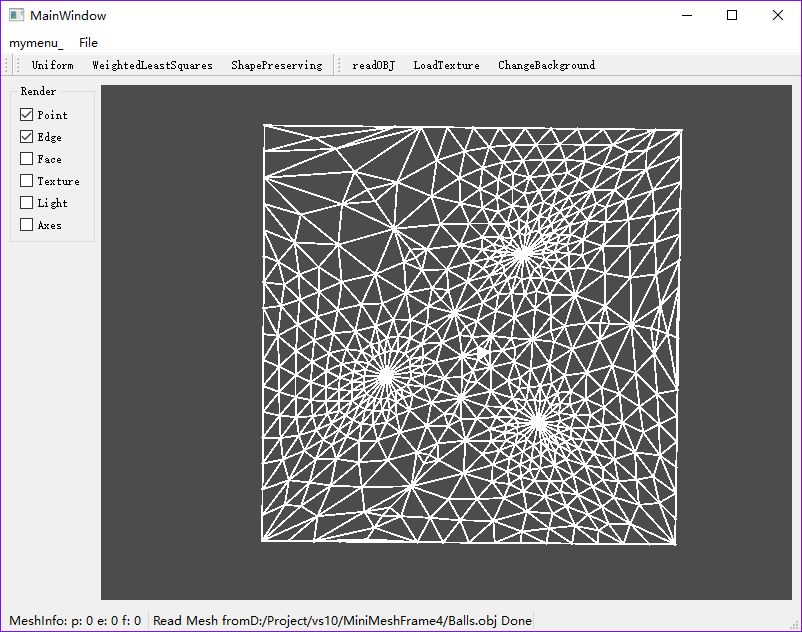 MainWindow
mymenu_ File
Uniform WeightedLeastSquares ShapePreserving readOBJ LoadTexture ChangeBackground
Render
Point
Edge
Face
Texture
Light
Axes
MeshInfo: p: 0 e: 0 f: 0 Read Mesh fromD:/Project/vs10/MiniMeshFrame4/Balls.obj Done